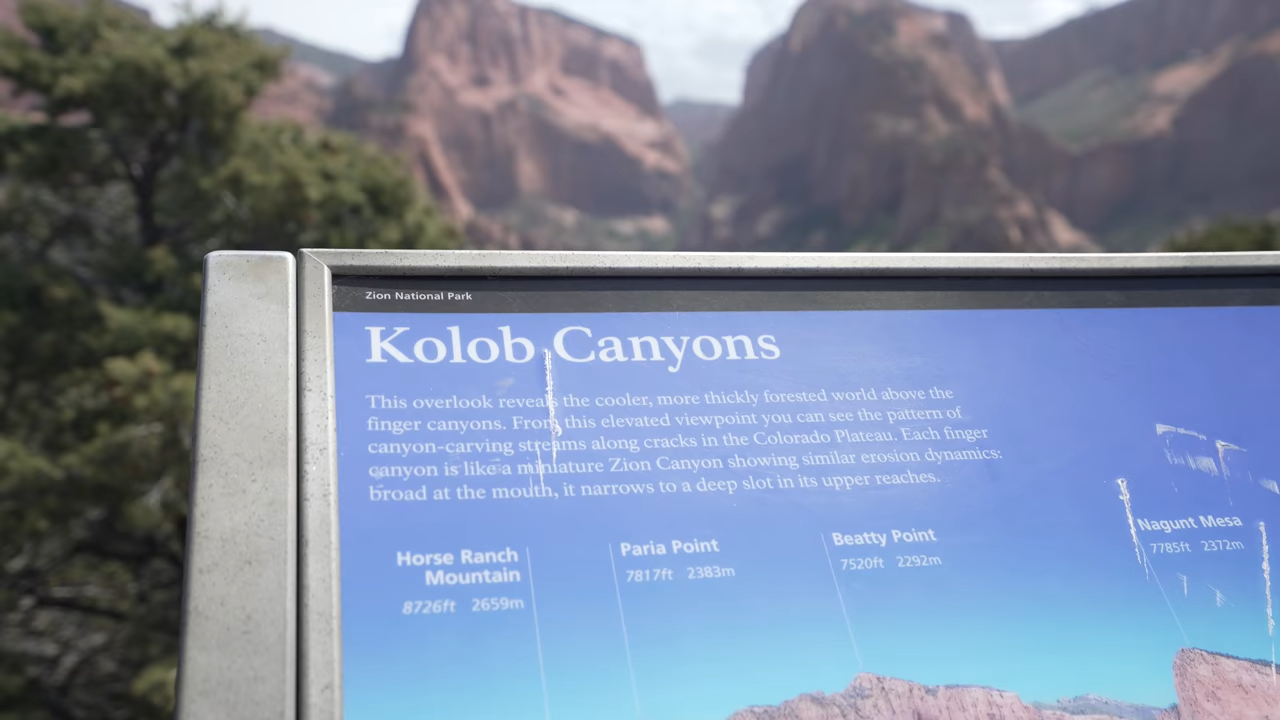 Zion National Park
Kolob Canyons
This overlook reveals the cooler, more thickly forested world above the
finger canyons. From this elevated viewpoint you can see the pattern of
canyon-carving streams along cracks in the Colorado Plateau. Each finger
canyon is like a miniature Zion Canyon showing similar erosion dynamics:
broad at the mouth, it narrows to a deep slot in its upper reaches.
Horse Ranch
Mountain
8726ft 2659m
Paria Point
7817ft 2383m
Beatty Point
7520ft 2292m
Nagunt Mesa
7785ft 2372m